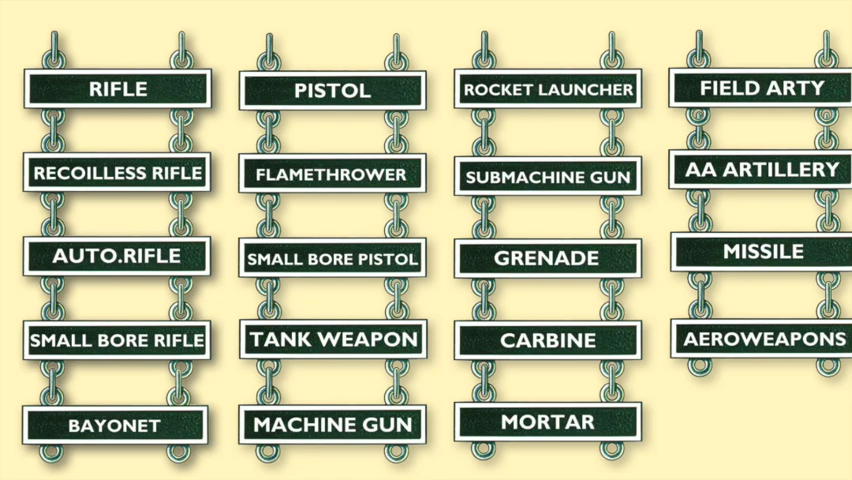 RIFLE
RECOILLESS RIFLE
AUTO.RIFLE
SMALL BORE RIFLE
BAYONET
PISTOL
FLAMETHROWER
SMALL BORE PISTOL
TANK WEAPON
MACHINE GUN
ROCKET LAUNCHER
SUBMACHINE GUN
GRENADE
CARBINE
MORTAR
FIELD ARTY
AA ARTILLERY
MISSILE
AEROWEAPONS